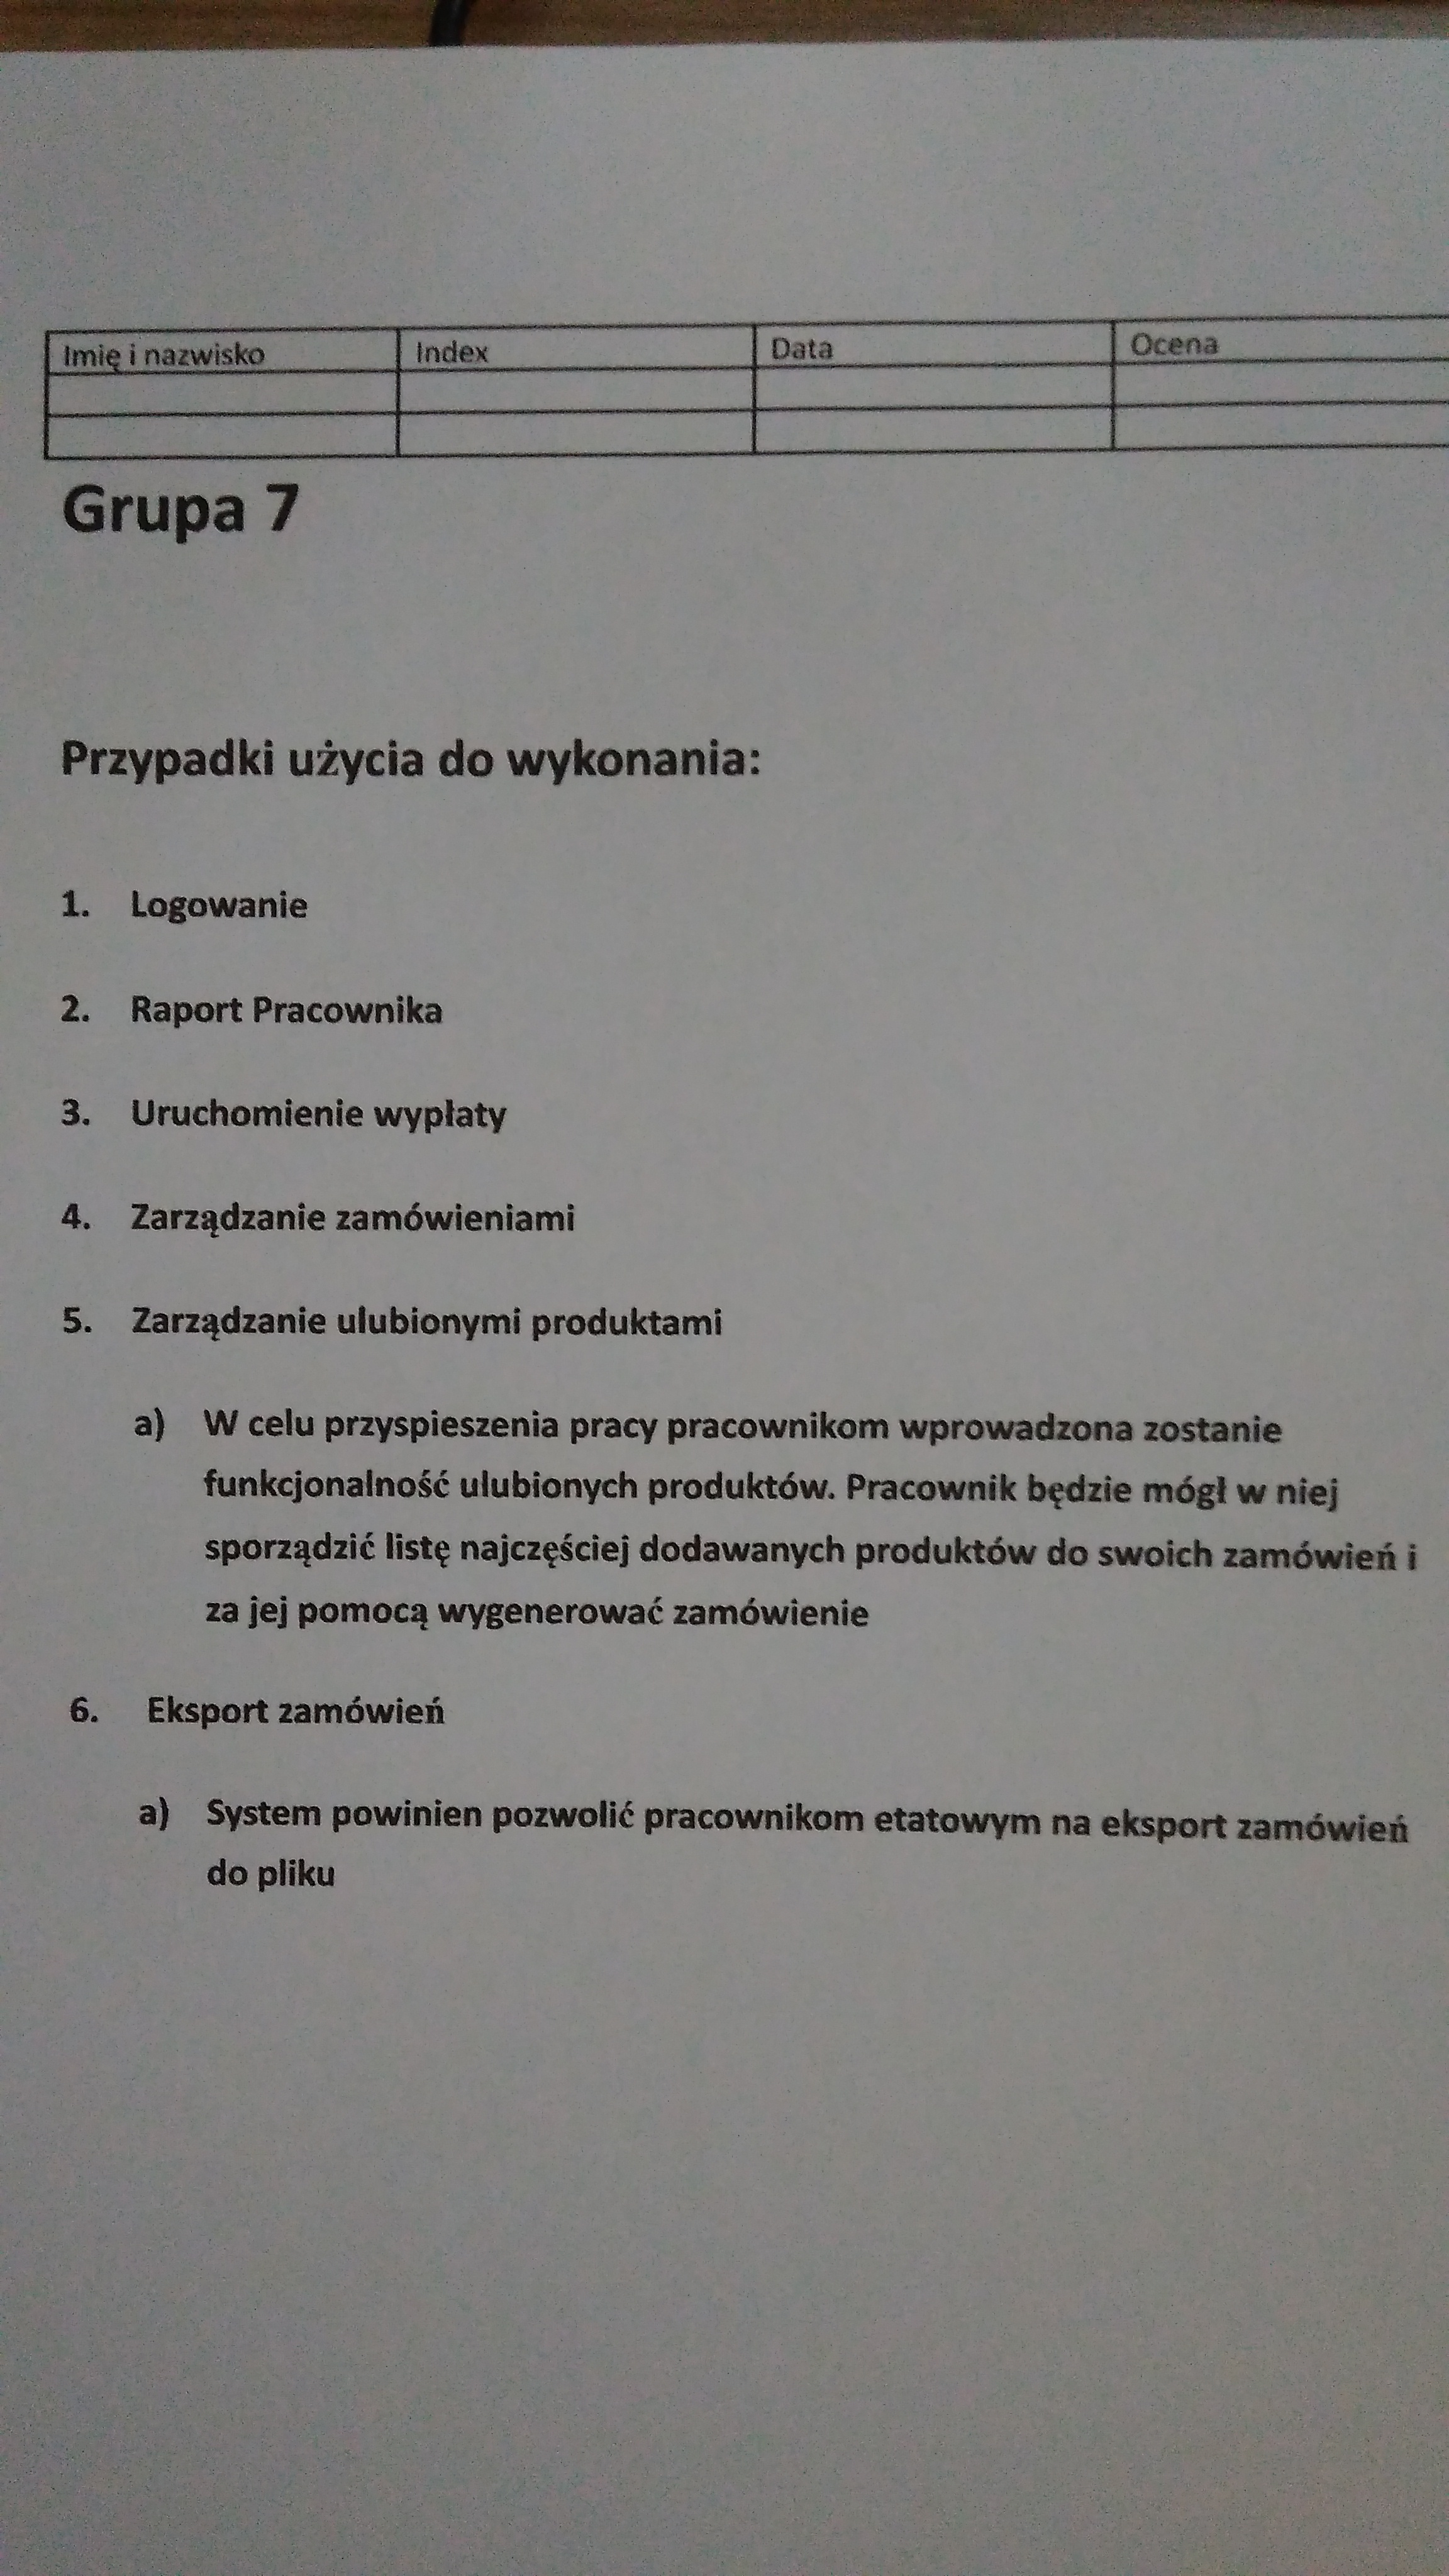 Imię i nazwisko Index Data Ocena
Grupa 7
Przypadki użycia do wykonania:
1. Logowanie
2. Raport Pracownika
3. Uruchomienie wypłaty
4. Zarządzanie zamówieniami
5. Zarządzanie ulubionymi produktami
a) W celu przyspieszenia pracy pracownikom wprowadzona zostanie
funkcjonalność ulubionych produktów. Pracownik będzie mógł w niej
sporządzić listę najczęściej dodawanych produktów do swoich zamówień i
za jej pomocą wygenerować zamówienie
6. Eksport zamówień
a) System powinien pozwolić pracownikom etatowym na eksport zamówień
do pliku